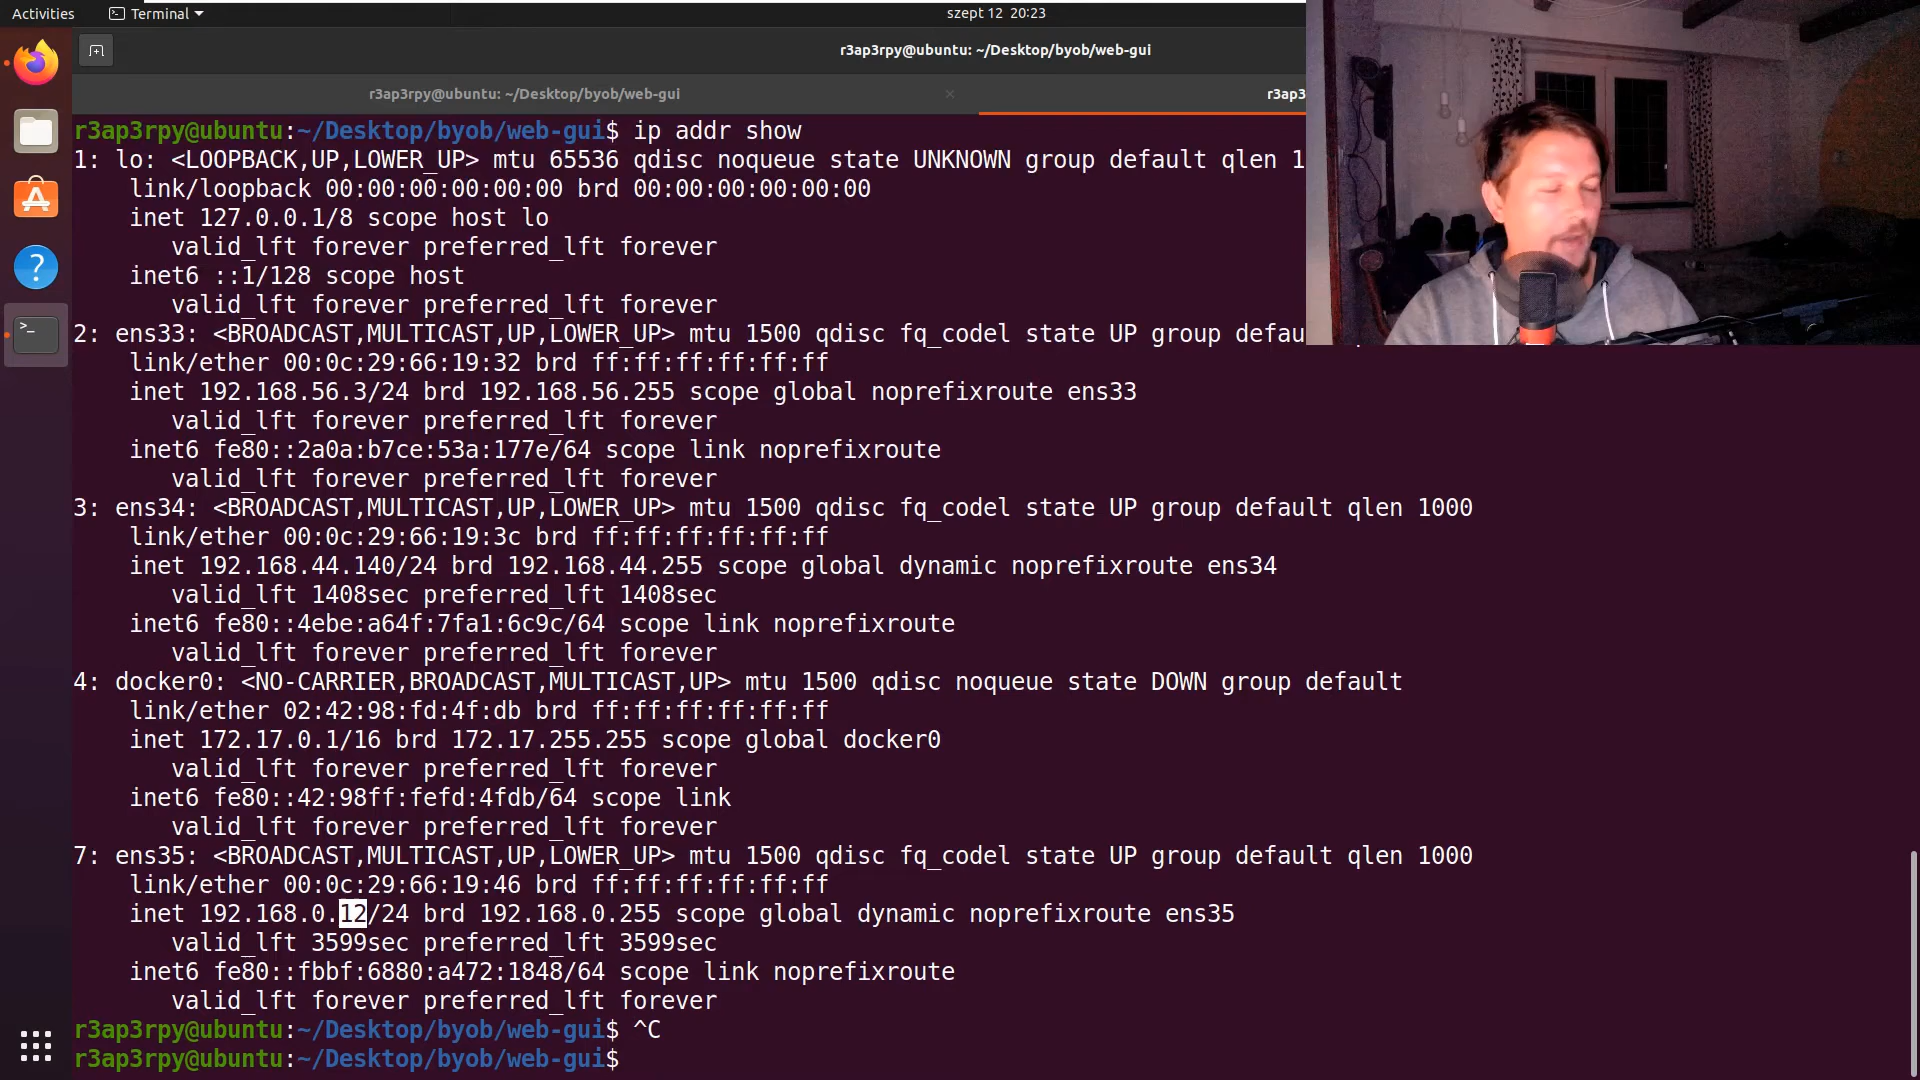 Activities
Terminal
szept 12 20:23
r3ap3rpy@ubuntu: ~/Desktop/byob/web-gui
r3ap3rpy@ubuntu: ~/Desktop/byob/web-gui
r3ap3
r3ap3rpy@ubuntu:~/Desktop/byob/web-gui$ ip addr show
1: lo: <LOOPBACK,UP,LOWER_UP> mtu 65536 qdisc noqueue state UNKNOWN group default qlen 1
link/loopback 00:00:00:00:00:00 brd 00:00:00:00:00:00
inet 127.0.0.1/8 scope host lo
valid_lft forever preferred_lft forever
inet6 ::1/128 scope host
valid_lft forever preferred_lft forever
2: ens33: <BROADCAST,MULTICAST,UP,LOWER_UP> mtu 1500 qdisc fq_codel state UP group defau
link/ether 00:0c:29:66:19:32 brd ff:ff:ff:ff:ff:ff
inet 192.168.56.3/24 brd 192.168.56.255 scope global noprefixroute ens33
valid_lft forever preferred_lft forever
inet6 fe80::2a0a:b7ce:53a:177e/64 scope link noprefixroute
valid_lft forever preferred_lft forever
3: ens34: <BROADCAST,MULTICAST,UP,LOWER_UP> mtu 1500 qdisc fq_codel state UP group default qlen 1000
link/ether 00:0c:29:66:19:3c brd ff:ff:ff:ff:ff:ff
inet 192.168.44.140/24 brd 192.168.44.255 scope global dynamic noprefixroute ens34
valid_lft 1408sec preferred_lft 1408sec
inet6 fe80::4ebe:a64f:7fa1:6c9c/64 scope link noprefixroute
valid_lft forever preferred_lft forever
4: docker0: <NO-CARRIER,BROADCAST,MULTICAST,UP> mtu 1500 qdisc noqueue state DOWN group default
link/ether 02:42:98:fd:4f:db brd ff:ff:ff:ff:ff:ff
inet 172.17.0.1/16 brd 172.17.255.255 scope global docker0
valid_lft forever preferred_lft forever
inet6 fe80::42:98ff:fefd:4fdb/64 scope link
valid_lft forever preferred_lft forever
7: ens35: <BROADCAST,MULTICAST,UP,LOWER_UP> mtu 1500 qdisc fq_codel state UP group default qlen 1000
link/ether 00:0c:29:66:19:46 brd ff:ff:ff:ff:ff:ff
inet 192.168.0.12/24 brd 192.168.0.255 scope global dynamic noprefixroute ens35
valid_lft 3599sec preferred_lft 3599sec
inet6 fe80::fbbf:6880:a472:1848/64 scope link noprefixroute
valid_lft forever preferred_lft forever
r3ap3rpy@ubuntu:~/Desktop/byob/web-gui$ ^C
r3ap3rpy@ubuntu:~/Desktop/byob/web-gui$